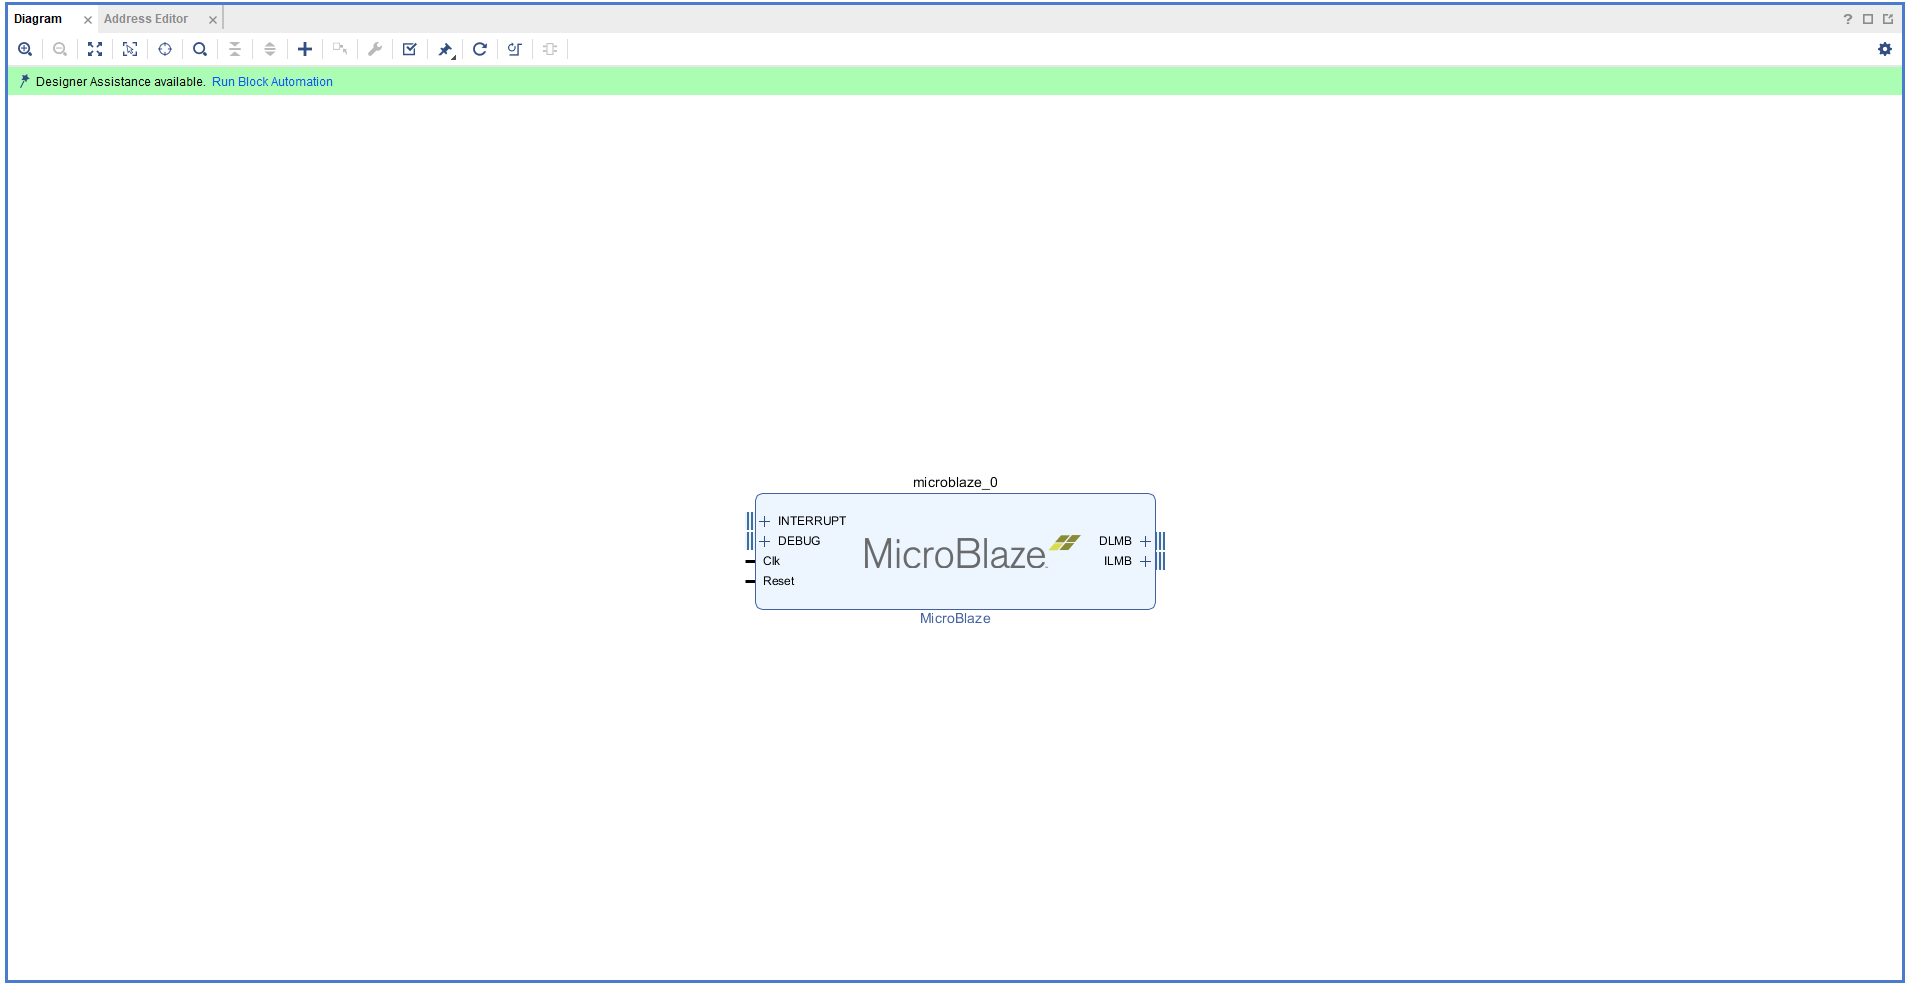 Diagram
Address Editor
?
Designer Assistance available. Run Block Automation
microblaze_0
INTERRUPT
DEBUG
Clk
Reset
MicroBlaze
DLMB
ILMB
MicroBlaze